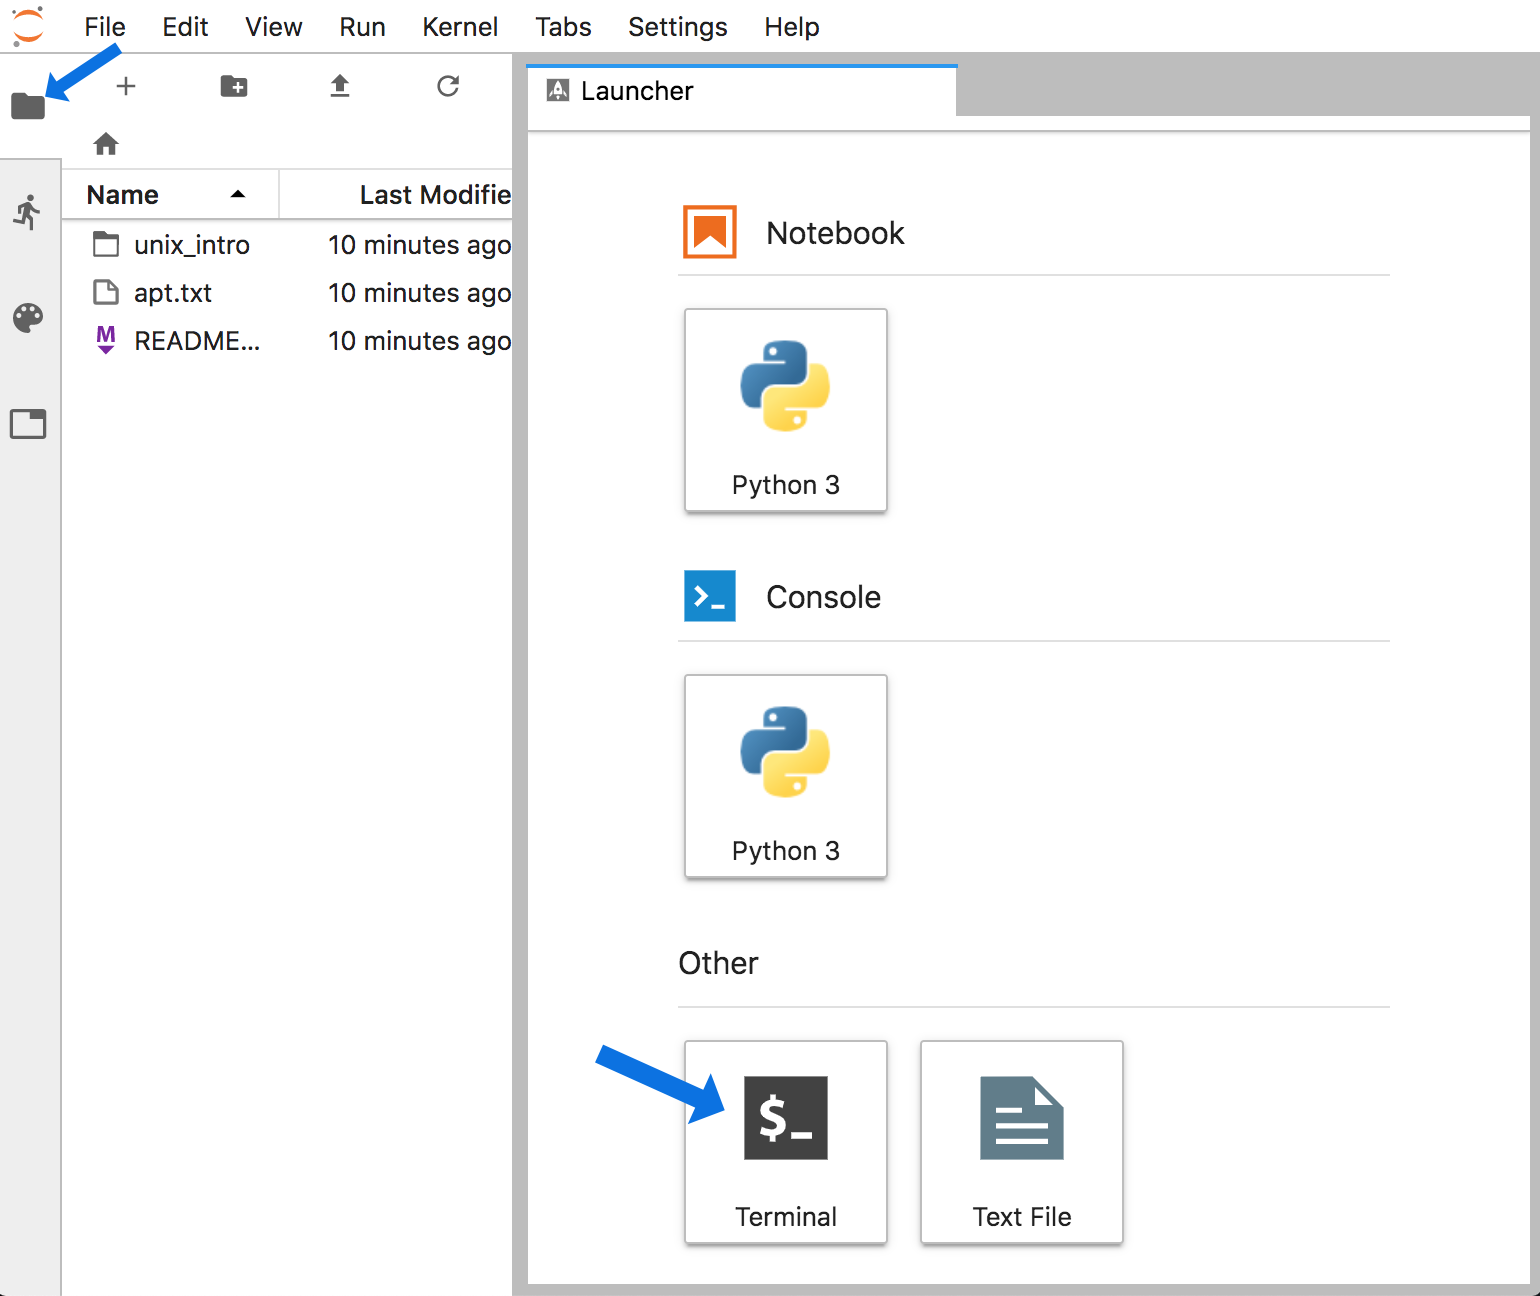 File Edit View Run Kernel Tabs Settings Help
Launcher
Name Last Modifie
unix_intro 10 minutes ago
apt.txt 10 minutes ago
M README... 10 minutes ago
Notebook
Python 3
>_ Console
Python 3
Other
$_
Terminal Text File